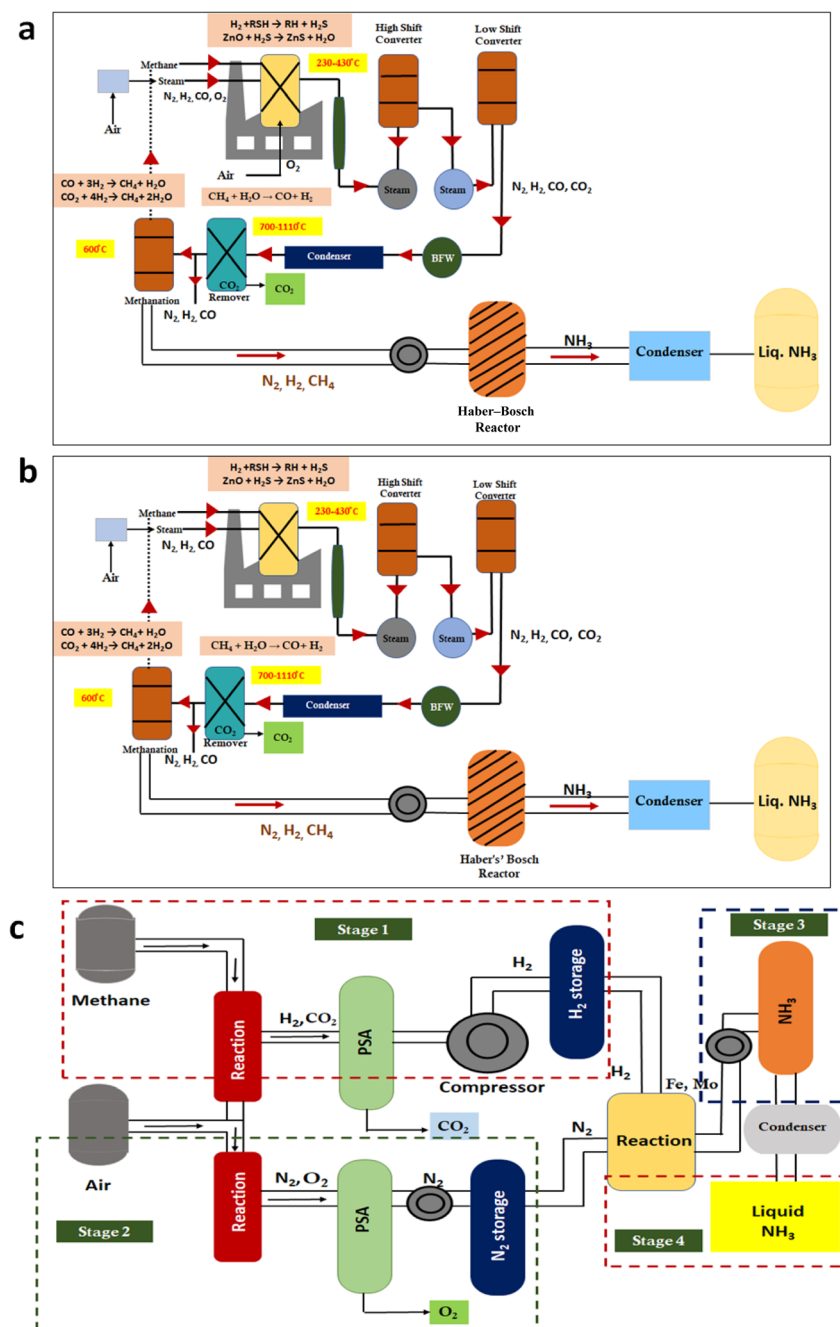 a
H₂ +RSH → RH + H₂S
ZnO + H₂S → ZnS + H₂O
High Shift
Converter
Low Shift
Converter
Methane
Steam
230-430°C
N₂, H₂, CO, O₂
Air
Air
O₂
Steam
Steam
N₂, H₂, CO, CO₂
CO + 3H₂ → CH₄+ H₂O
CO₂ + 4H₂→ CH₄+ 2H₂O
CH₄ + H₂O → CO+ H₂
700-1110°C
600°C
Condenser
BFW
CO₂
CO₂
Remover
Methanation
N₂, H₂, CO
NH₃
Condenser
Liq. NH₃
N₂, H₂, CH₄
Haber–Bosch
Reactor
b
H₂ +RSH → RH + H₂S
ZnO + H₂S → ZnS + H₂O
High Shift
Converter
Low Shift
Converter
Methane
Steam
230-430°C
N₂, H₂, CO
Air
Steam
Steam
N₂, H₂, CO, CO₂
CO + 3H₂ → CH₄+ H₂O
CO₂ + 4H₂→ CH₄+ 2H₂O
CH₄ + H₂O → CO+ H₂
700-1110°C
600°C
Condenser
BFW
CO₂
CO₂
Remover
Methanation
N₂, H₂, CO
NH₃
Condenser
Liq. NH₃
N₂, H₂, CH₄
Haber's' Bosch
Reactor
c
Stage 1
Stage 3
Methane
Reaction
H₂,CO₂
PSA
Compressor
H₂
H₂ storage
H₂
Fe, Mo
NH₃
CO₂
Condenser
Air
Reaction
N₂
Reaction
N₂, O₂
PSA
N₂
N₂ storage
Stage 2
Stage 4
Liquid
NH₃
O₂